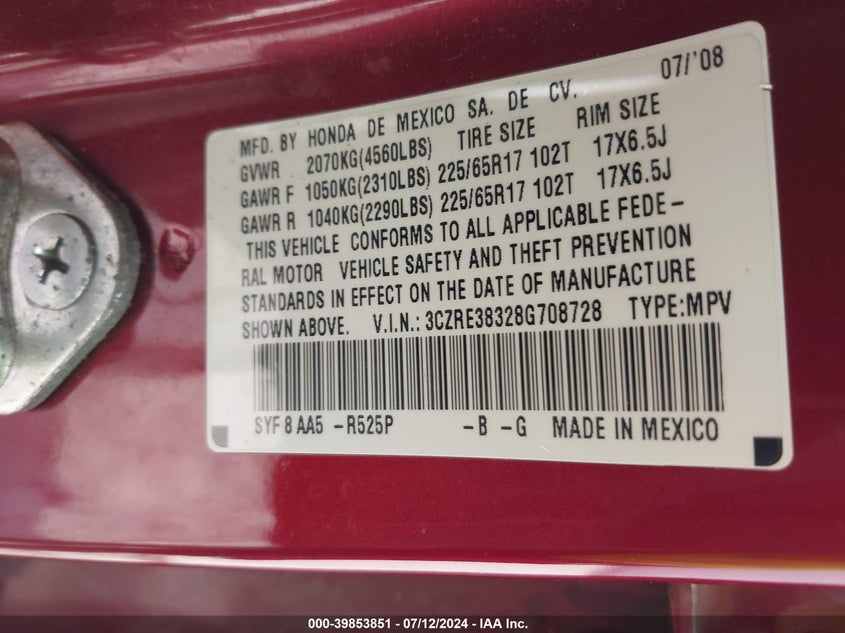 07/'08
MFD. BY HONDA DE MEXICO SA. DE CV.
GVWR 2070KG(4560LBS) TIRE SIZE RIM SIZE
GAWR F 1050KG(2310LBS) 225/65R17 102T 17X6.5J
GAWR R 1040KG(2290LBS) 225/65R17 102T 17X6.5J
THIS VEHICLE CONFORMS TO ALL APPLICABLE FEDE-
RAL MOTOR VEHICLE SAFETY AND THEFT PREVENTION
STANDARDS IN EFFECT ON THE DATE OF MANUFACTURE
SHOWN ABOVE. V.I.N.: 3CZRE38328G708728 TYPE:MPV
SYF 8 AA5 -R525P -B -G MADE IN MEXICO
000-39853851 - 07/12/2024 - IAA Inc.